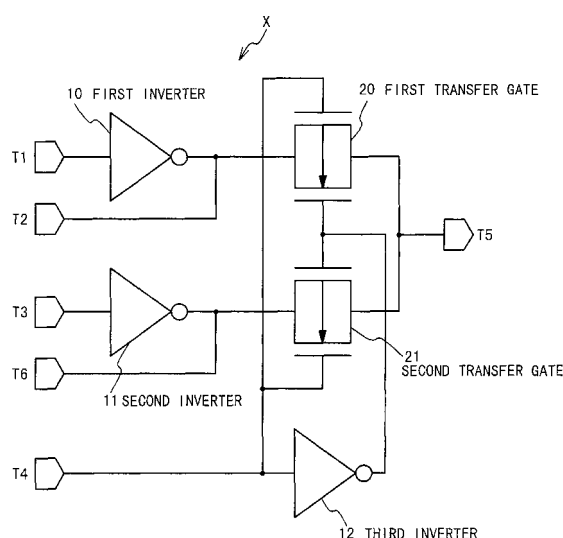 X
10 FIRST INVERTER
20 FIRST TRANSFER GATE
T1
T2
T5
T3
T6
11 SECOND INVERTER
21
SECOND TRANSFER GATE
T4
12 THIRD INVERTER